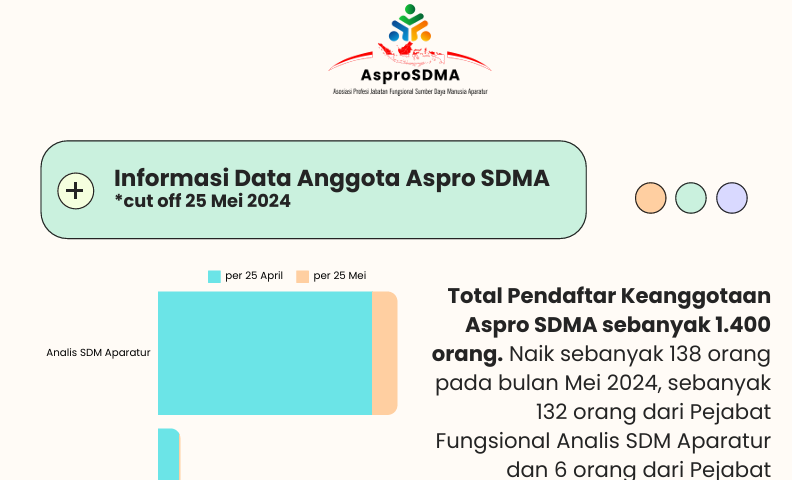 AsproSDMA
Asosiasi Profesi Jabatan Fungsional Sumber Daya Manusia Aparatur
Informasi Data Anggota Aspro SDMA
*cut off 25 Mei 2024
per 25 April
per 25 Mei
Analis SDM Aparatur
Total Pendaftar Keanggotaan
Aspro SDMA sebanyak 1.400
orang. Naik sebanyak 138 orang
pada bulan Mei 2024, sebanyak
132 orang dari Pejabat
Fungsional Analis SDM Aparatur
dan 6 orang dari Pejabat